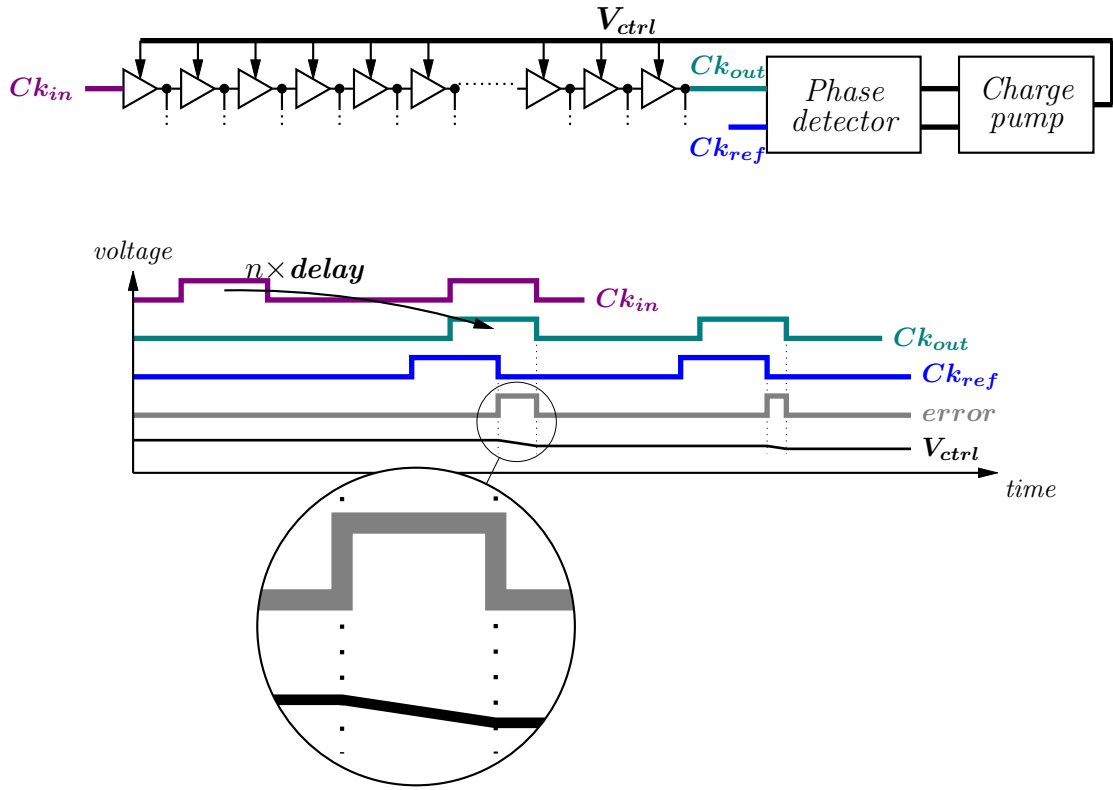 V_ctrl
Ck_in
Ck_out
Ck_ref
Phase
detector
Charge
pump
voltage
n× delay
Ck_in
Ck_out
Ck_ref
error
V_ctrl
time